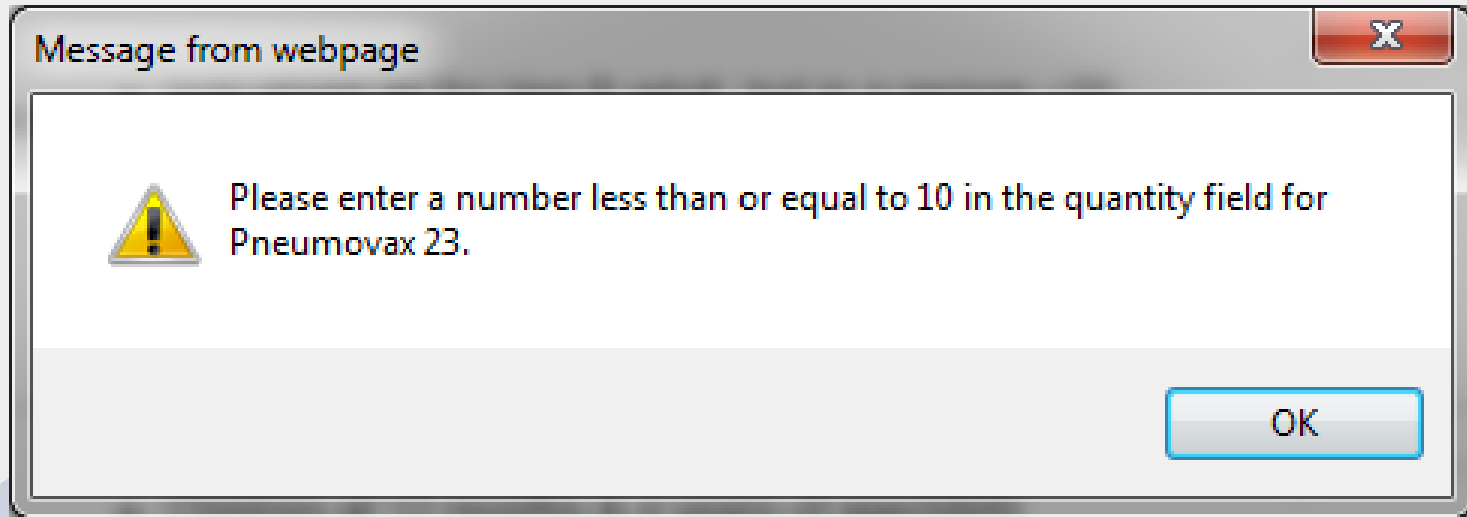 Message from webpage
Please enter a number less than or equal to 10 in the quantity field for
Pneumovax 23.
OK